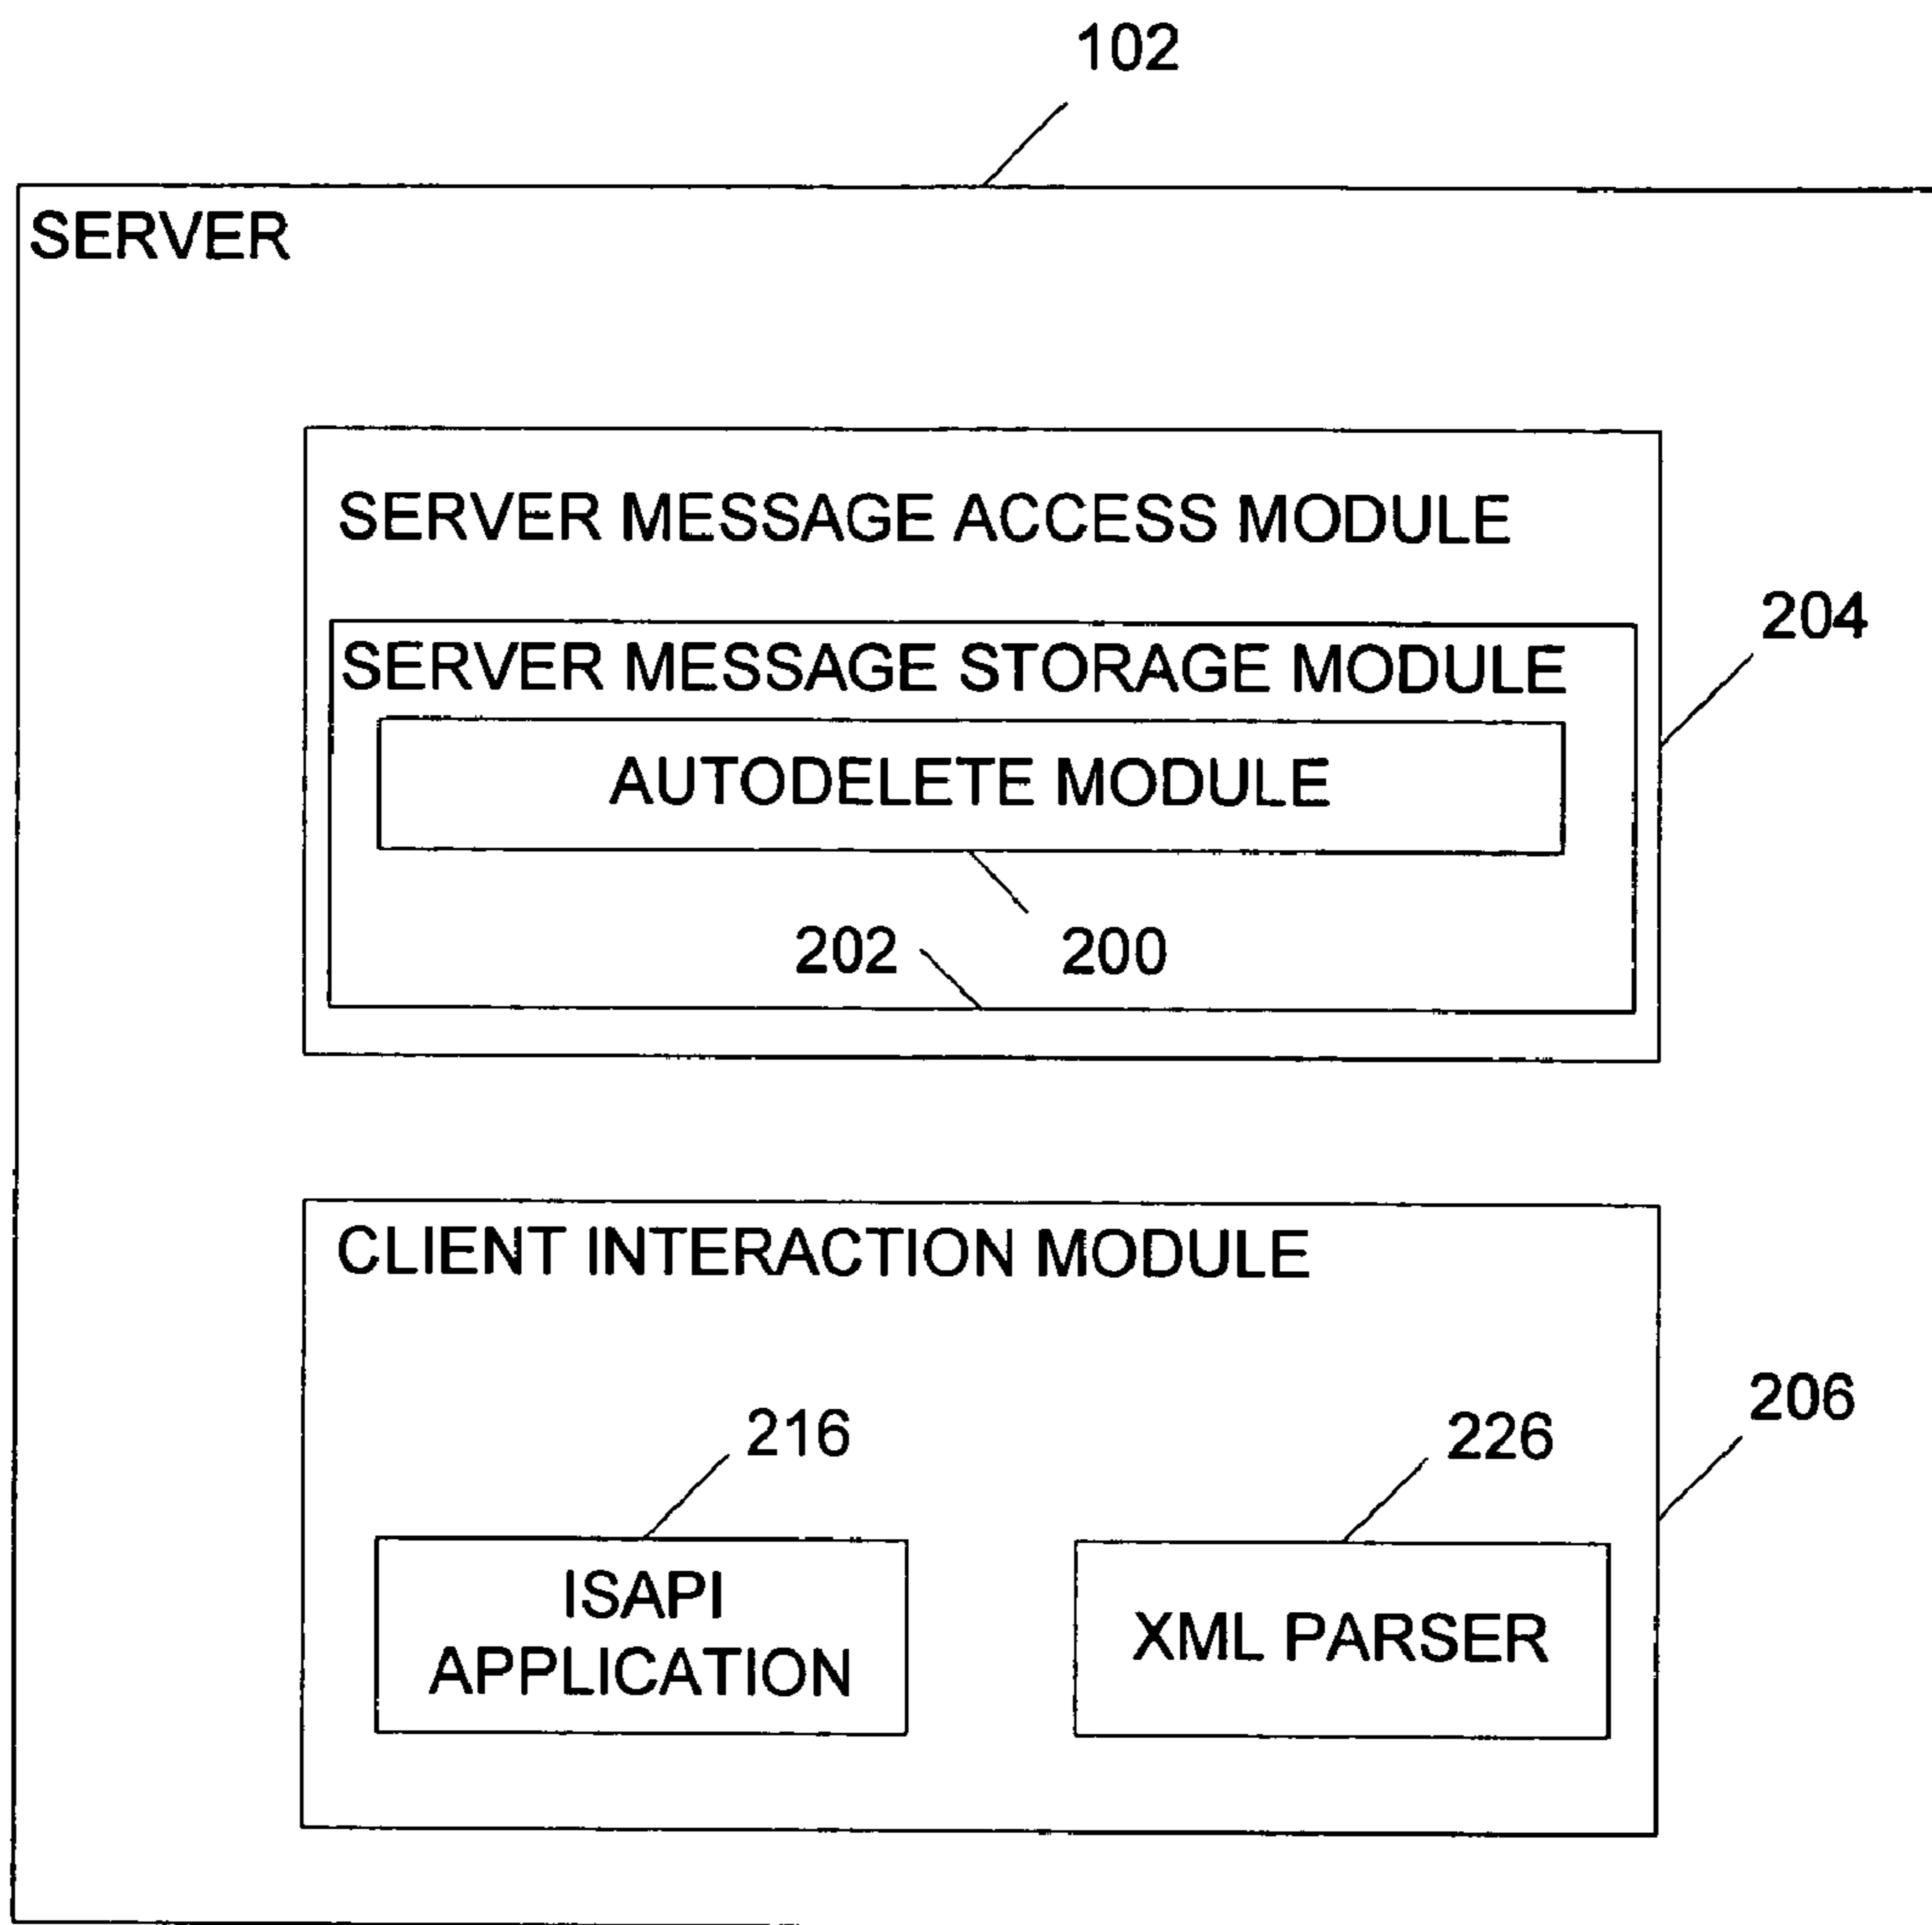 102
SERVER
SERVER MESSAGE ACCESS MODULE
204
SERVER MESSAGE STORAGE MODULE
AUTODELETE MODULE
202
200
CLIENT INTERACTION MODULE
206
216
226
ISAPI
APPLICATION
XML PARSER